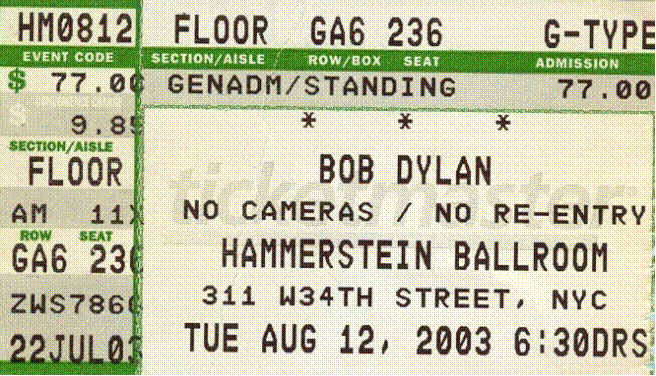 HM0812 FLOOR GA6 236 G-TYPE
EVENT CODE SECTION/AISLE ROW/BOX SEAT ADMISSION
$ 77.00 GENADM/STANDING 77.00
$ 9.85 * * *
SECTION/AISLE
FLOOR BOB DYLAN
ticketmaster
AM 11X NO CAMERAS / NO RE-ENTRY
ROW SEAT
GA6 236 HAMMERSTEIN BALLROOM
ZWS786 311 W34TH STREET, NYC
22JUL03 TUE AUG 12, 2003 6:30DRS